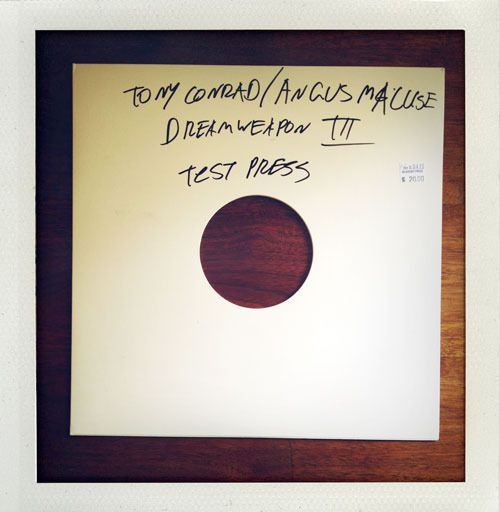 TONY CONRAD/ANGUS MACLISE
DREAMWEAPON III
TEST PRESS
$ 20.00